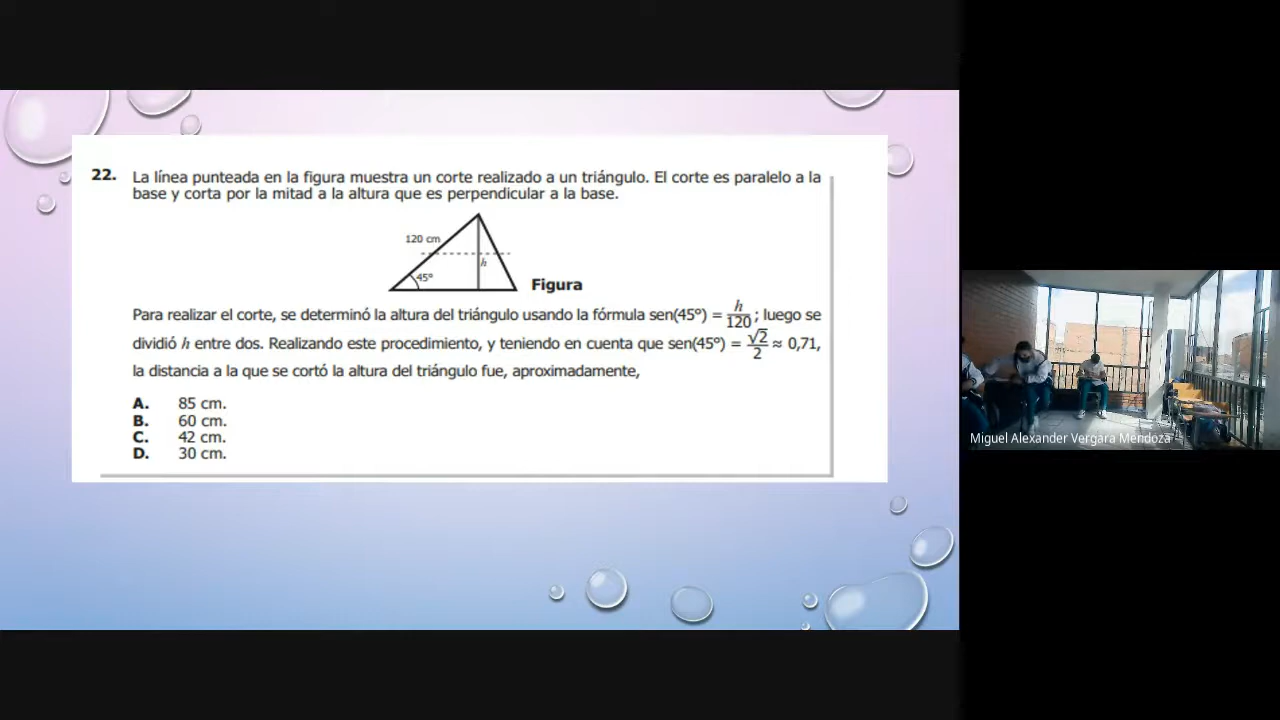 22. La línea punteada en la figura muestra un corte realizado a un triángulo. El corte es paralelo a la
base y corta por la mitad a la altura que es perpendicular a la base.
120 cm
h
45°
Figura
Para realizar el corte, se determinó la altura del triángulo usando la fórmula sen(45°) = h/120; luego se
dividió h entre dos. Realizando este procedimiento, y teniendo en cuenta que sen(45°) = √2/2 ≈ 0,71,
la distancia a la que se cortó la altura del triángulo fue, aproximadamente,
A. 85 cm.
B. 60 cm.
C. 42 cm.
D. 30 cm.
Miguel Alexander Vergara Mendoza